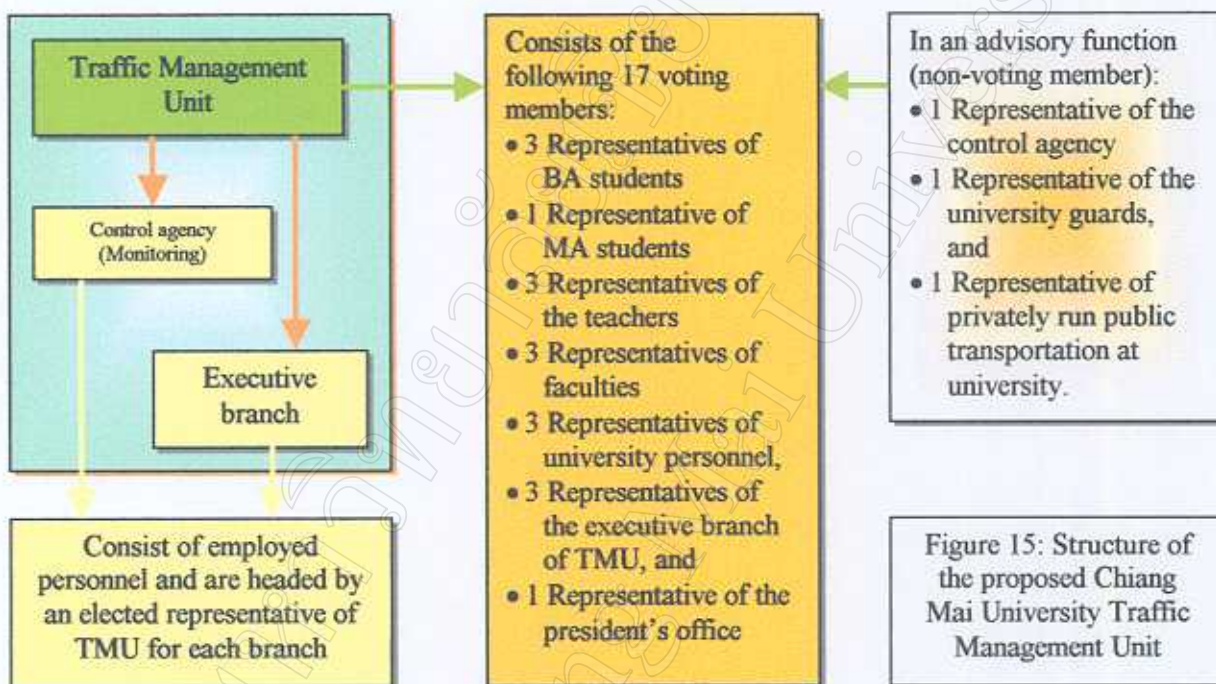 Traffic Management
Unit
Control agency
(Monitoring)
Executive
branch
Consist of employed
personnel and are headed by
an elected representative of
TMU for each branch
Consists of the
following 17 voting
members:
• 3 Representatives of
BA students
• 1 Representative of
MA students
• 3 Representatives of
the teachers
• 3 Representatives of
faculties
• 3 Representatives of
university personnel,
• 3 Representatives of
the executive branch
of TMU, and
• 1 Representative of the
president's office
In an advisory function
(non-voting member):
• 1 Representative of the
control agency
• 1 Representative of the
university guards,
and
• 1 Representative of
privately run public
transportation at
university.
Figure 15: Structure of
the proposed Chiang
Mai University Traffic
Management Unit